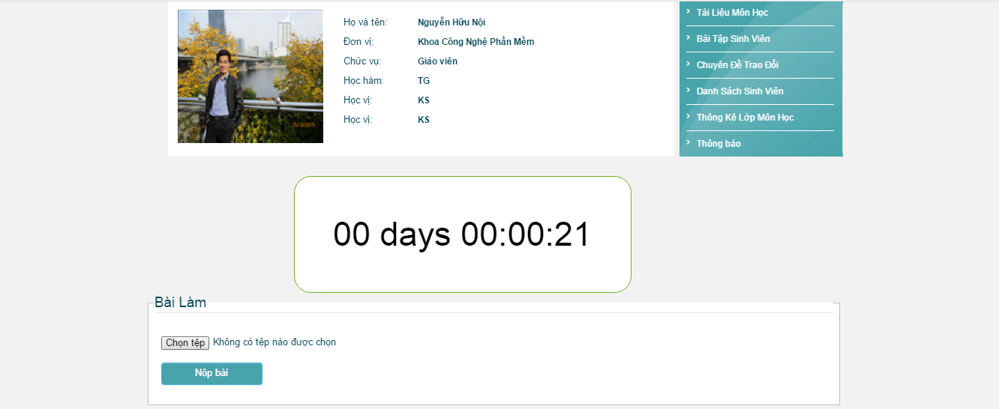 Họ và tên: Nguyễn Hữu Nội
Đơn vị: Khoa Công Nghệ Phần Mềm
Chức vụ: Giáo viên
Học hàm: TG
Học vị: KS
Học vị: KS
Tài Liệu Môn Học
Bài Tập Sinh Viên
Chuyên Đề Trao Đổi
Danh Sách Sinh Viên
Thông Kê Lớp Môn Học
Thông báo
00 days 00:00:21
Bài Làm
Chọn tệp Không có tệp nào được chọn
Nộp bài